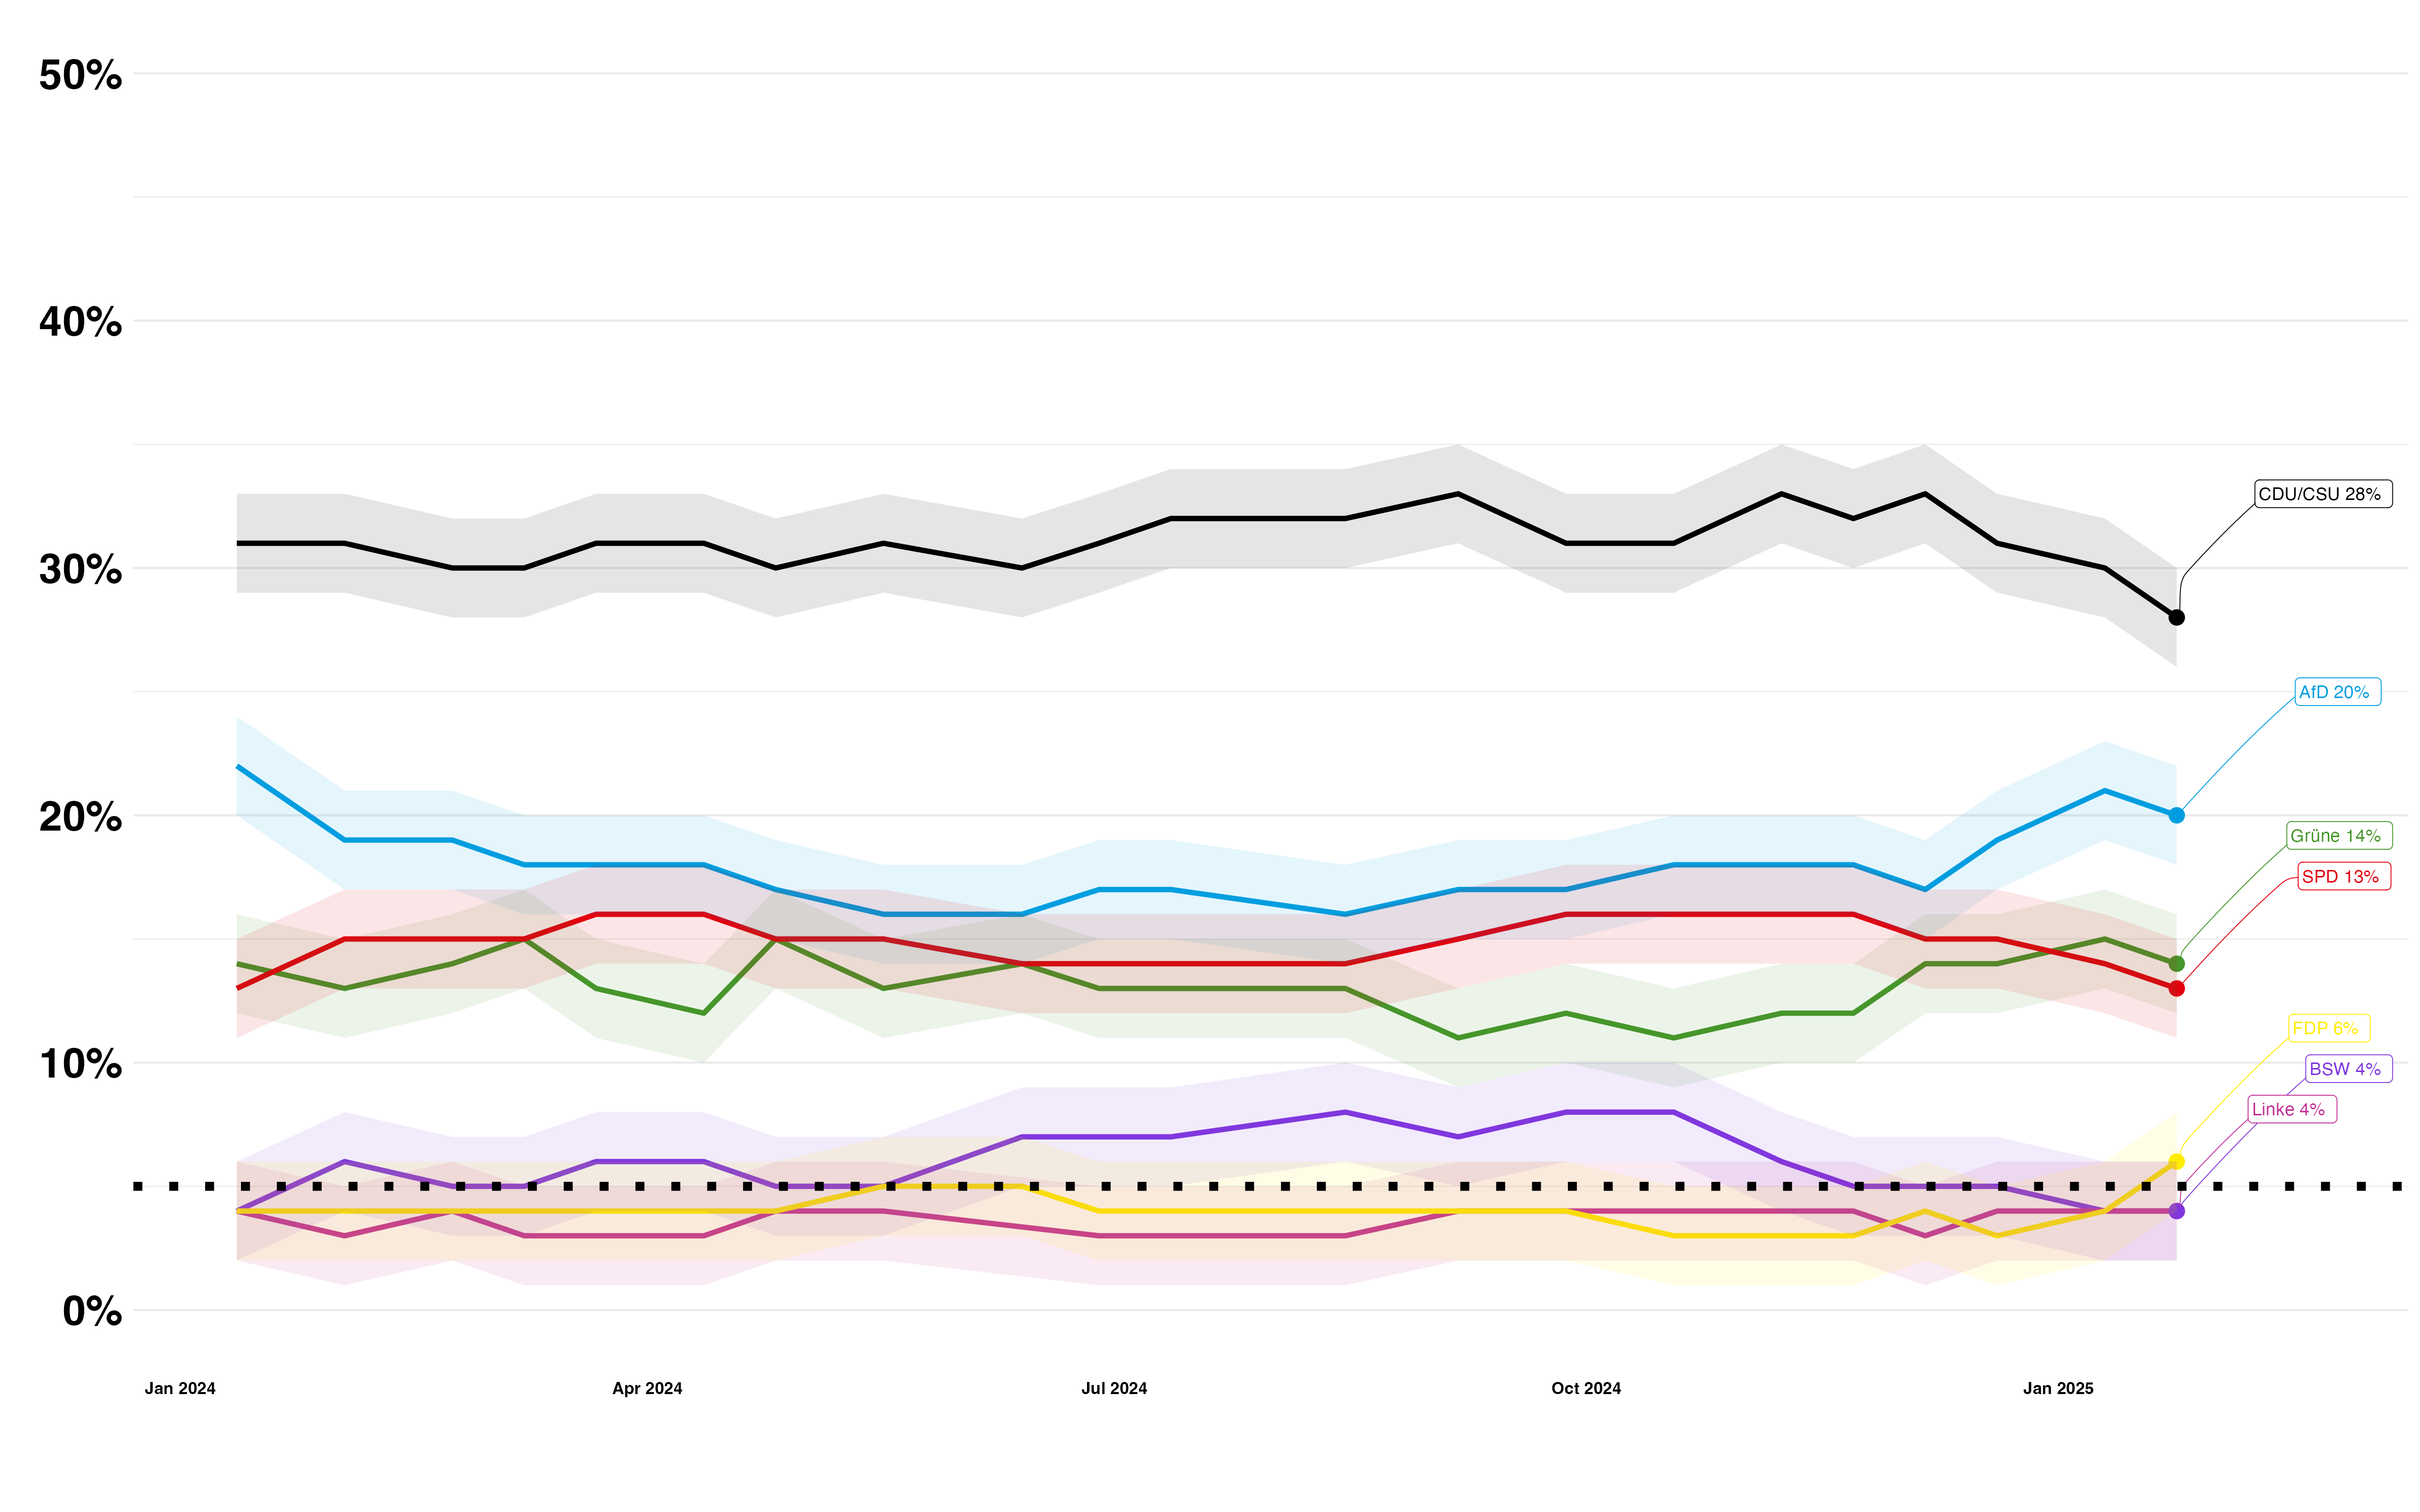 50%
40%
30%
20%
10%
0%
CDU/CSU 28%
AfD 20%
Grüne 14%
SPD 13%
FDP 6%
BSW 4%
Linke 4%
Jan 2024
Apr 2024
Jul 2024
Oct 2024
Jan 2025